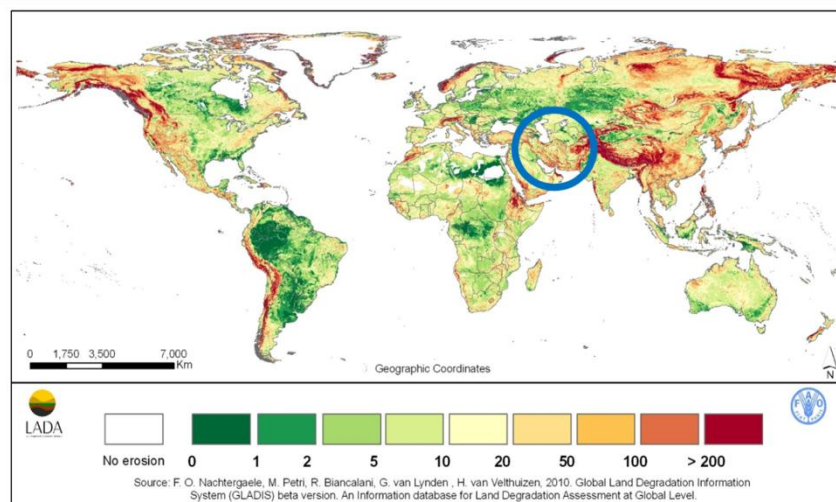 0 1,750 3,500 7,000
Km
Geographic Coordinates
N
LADA
FAO
No erosion
0 1 2 5 10 20 50 100 > 200
Source: F. O. Nachtergaele, M. Petri, R. Biancalani, G. van Lynden , H. van Velthuizen, 2010. Global Land Degradation Information
System (GLADIS) beta version. An Information database for Land Degradation Assessment at Global Level.